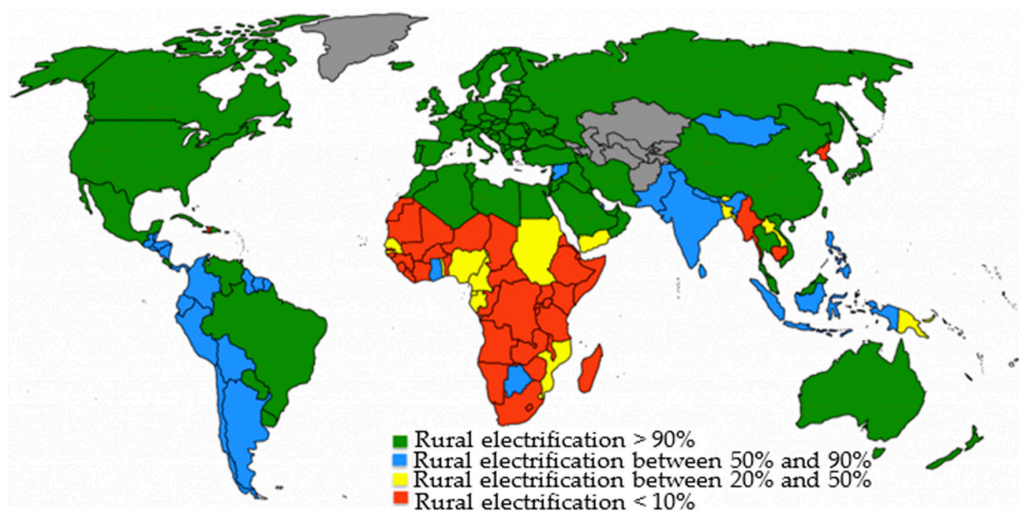 Rural electrification > 90%
Rural electrification between 50% and 90%
Rural electrification between 20% and 50%
Rural electrification < 10%